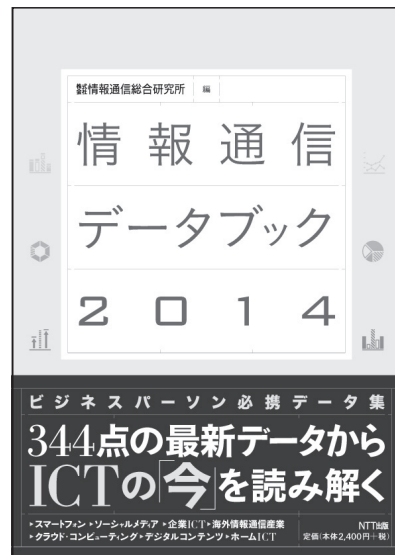 株式会社情報通信総合研究所 編
情報通信
データブック
2014
ビジネスパーソン必携データ集
344点の最新データから
ICTの「今」を読み解く
▸スマートフォン▸ソーシャルメディア▸企業ICT▸海外情報通信産業
▸クラウド・コンピューティング▸デジタルコンテンツ▸ホームICT
NTT出版
定価(本体2,400円+税)